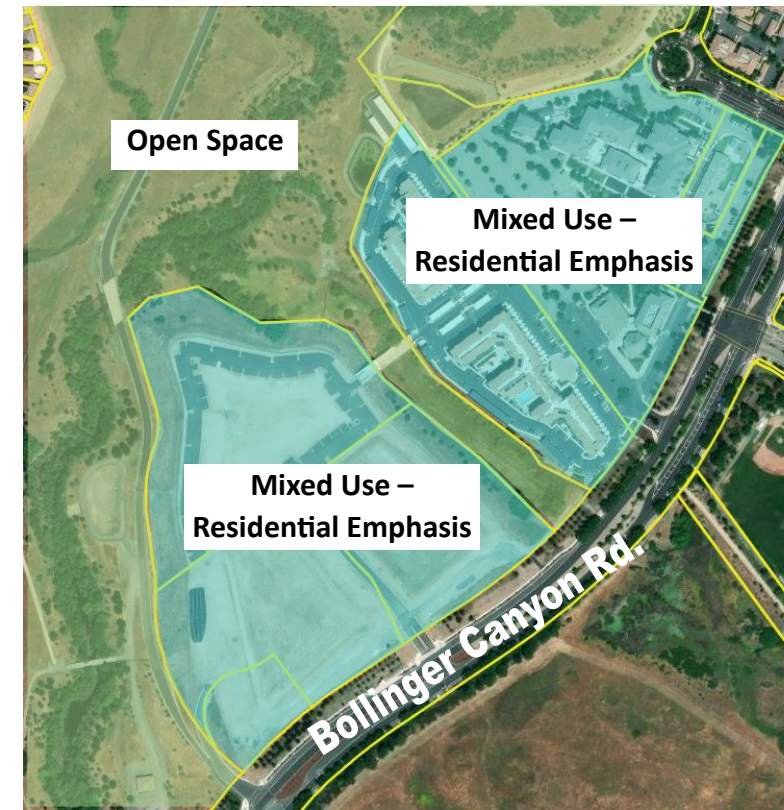 Open Space
Mixed Use –
Residential Emphasis
Mixed Use –
Residential Emphasis
Bollinger Canyon Rd.